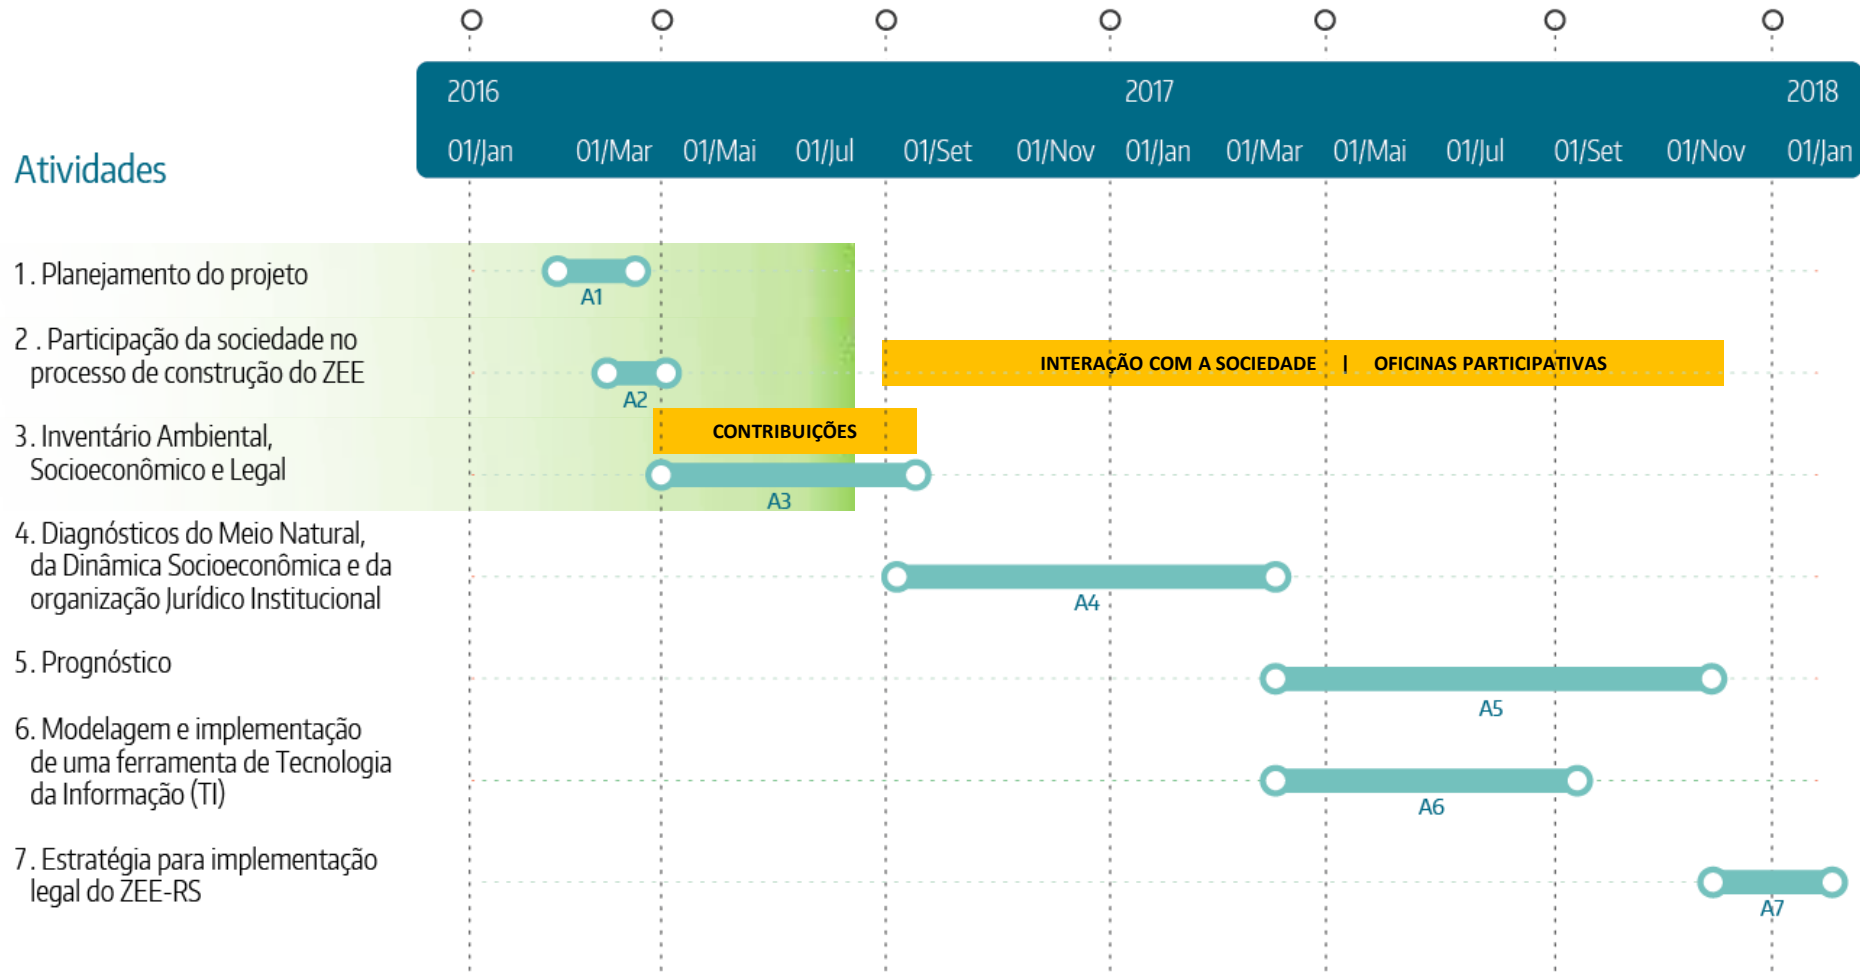 2016 2017 2018
01/Jan 01/Mar 01/Mai 01/Jul 01/Set 01/Nov 01/Jan 01/Mar 01/Mai 01/Jul 01/Set 01/Nov 01/Jan
Atividades
1. Planejamento do projeto
A1
2 . Participação da sociedade no
processo de construção do ZEE
INTERAÇÃO COM A SOCIEDADE | OFICINAS PARTICIPATIVAS
A2
CONTRIBUIÇÕES
3. Inventário Ambiental,
Socioeconômico e Legal
A3
4. Diagnósticos do Meio Natural,
da Dinâmica Socioeconômica e da
organização Jurídico Institucional
A4
5. Prognóstico
A5
6. Modelagem e implementação
de uma ferramenta de Tecnologia
da Informação (TI)
A6
7. Estratégia para implementação
legal do ZEE-RS
A7